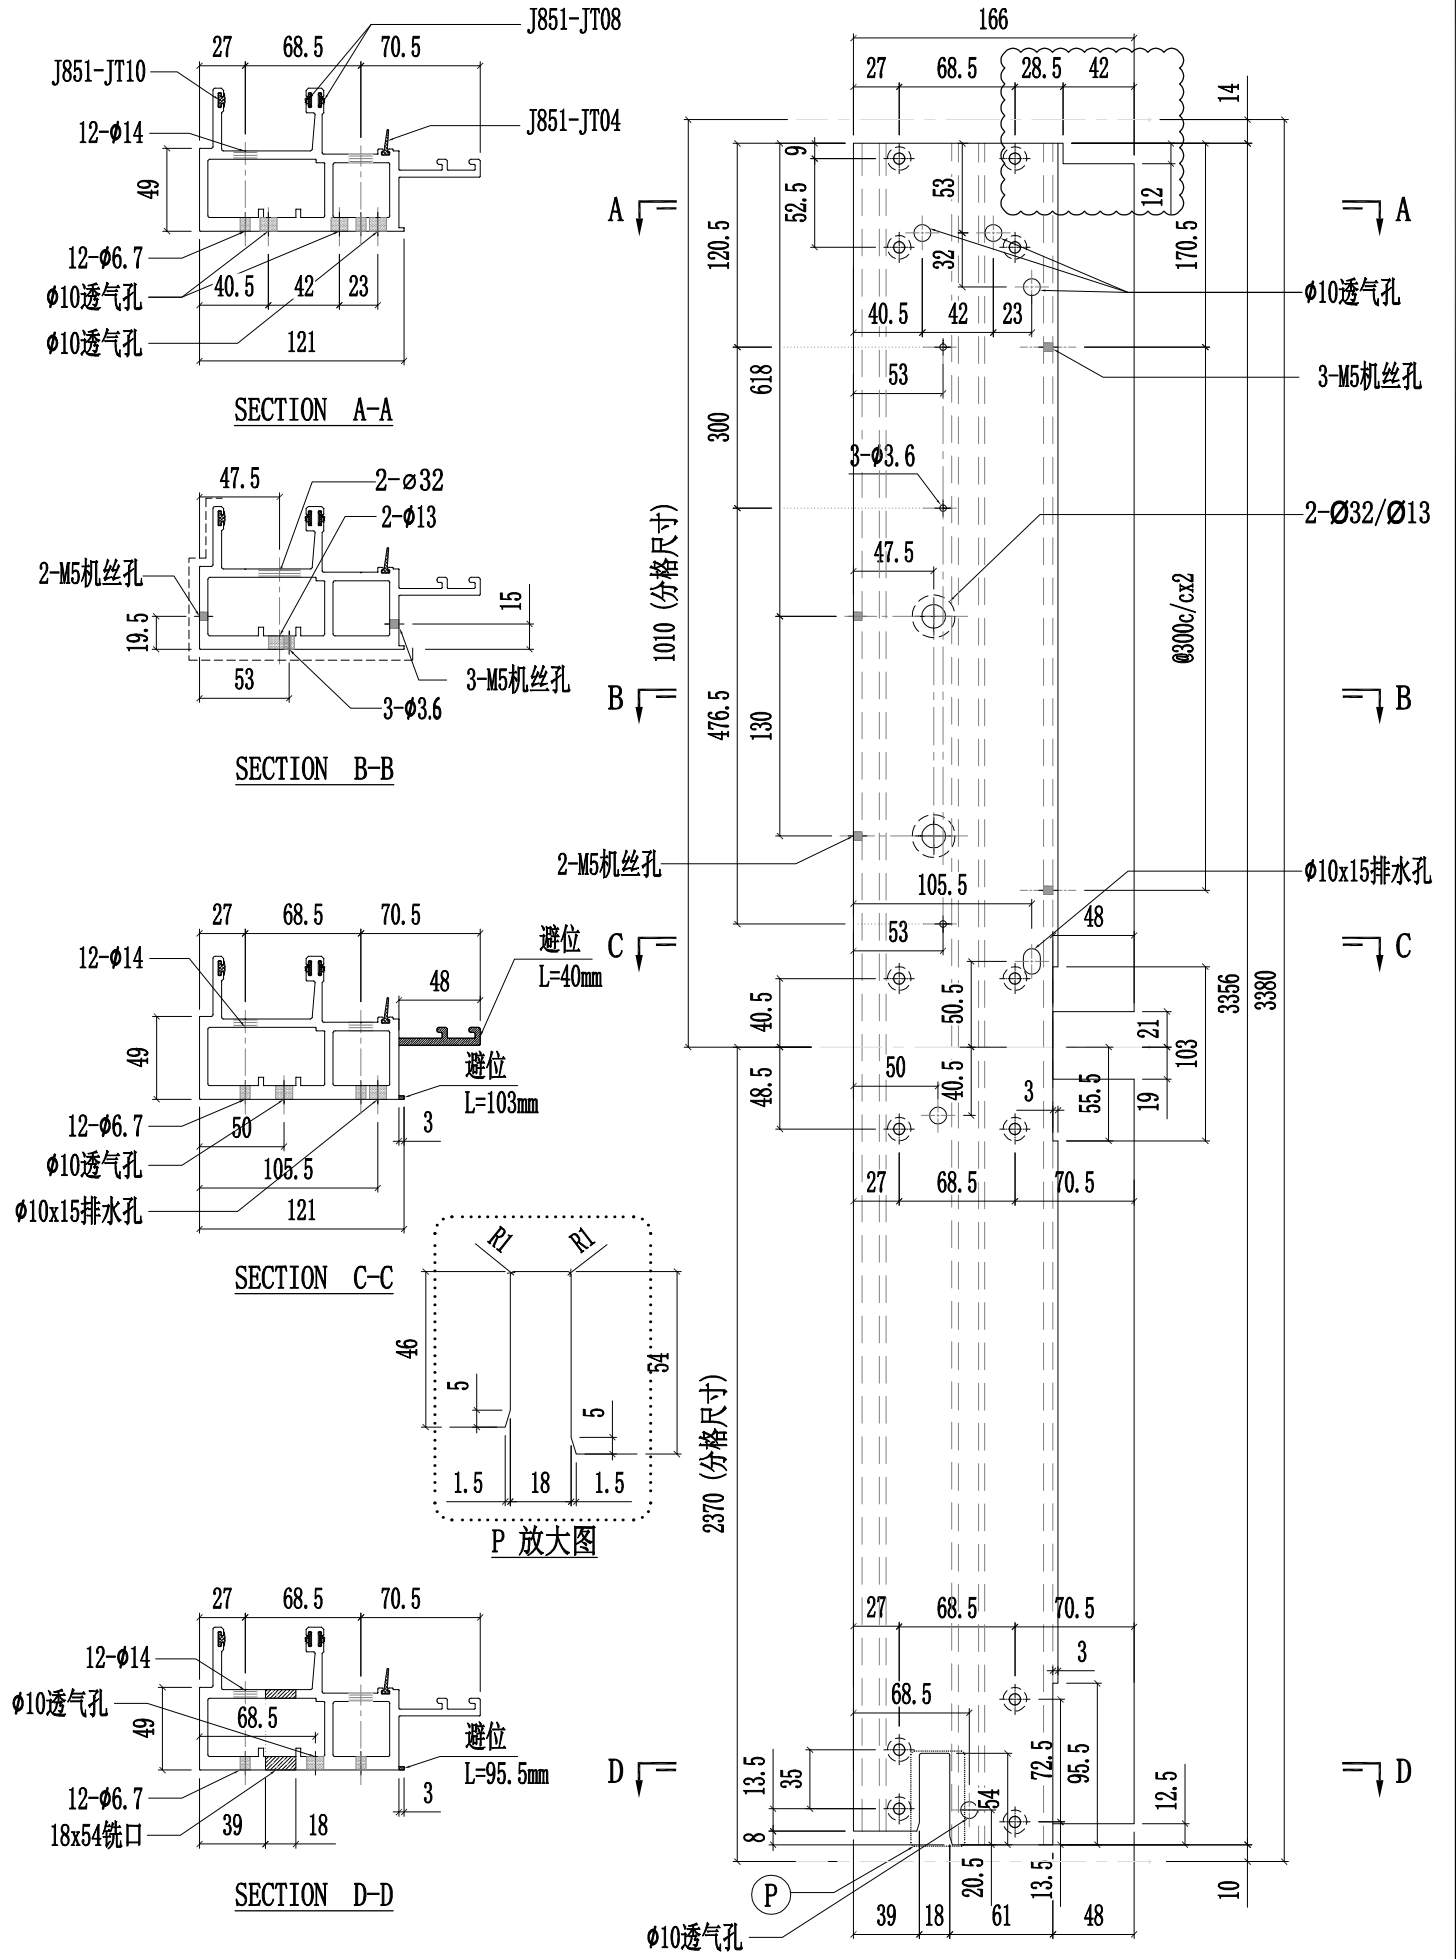 J851-JT08
27 68.5 70.5
J851-JT10
12-ϕ14
J851-JT04
49
12-ϕ6.7
ϕ10透气孔
40.5 42 23
ϕ10透气孔
121
SECTION A-A
47.5
2-⌀32
2-ϕ13
2-M5机丝孔
19.5
15
53
3-M5机丝孔
3-ϕ3.6
SECTION B-B
27 68.5 70.5
12-ϕ14
避位
L=40mm
48
49
避位
L=103mm
12-ϕ6.7
50
3
ϕ10透气孔
105.5
ϕ10x15排水孔
121
SECTION C-C
R1 R1
46
54
5
5
1.5 18 1.5
P 放大图
27 68.5 70.5
12-ϕ14
ϕ10透气孔
49
68.5
避位
L=95.5mm
12-ϕ6.7
3
18x54铣口
39 18
SECTION D-D
166
27 68.5 28.5 42
14
9
52.5
53
12
A A
120.5
170.5
32
ϕ10透气孔
40.5 42 23
618
53
3-M5机丝孔
300
3-ϕ3.6
2-Ø32/Ø13
1010 (分格尺寸)
47.5
@300c/cx2
B B
476.5
130
2-M5机丝孔
105.5
ϕ10x15排水孔
48
53
C C
40.5
50.5
3356
3380
21
103
50
48.5
40.5
3
55.5
19
27 68.5 70.5
2370 (分格尺寸)
27 68.5 70.5
3
68.5
D D
13.5
35
72.5
95.5
54
12.5
8
P
20.5
13.5
10
39 18 61 48
ϕ10透气孔